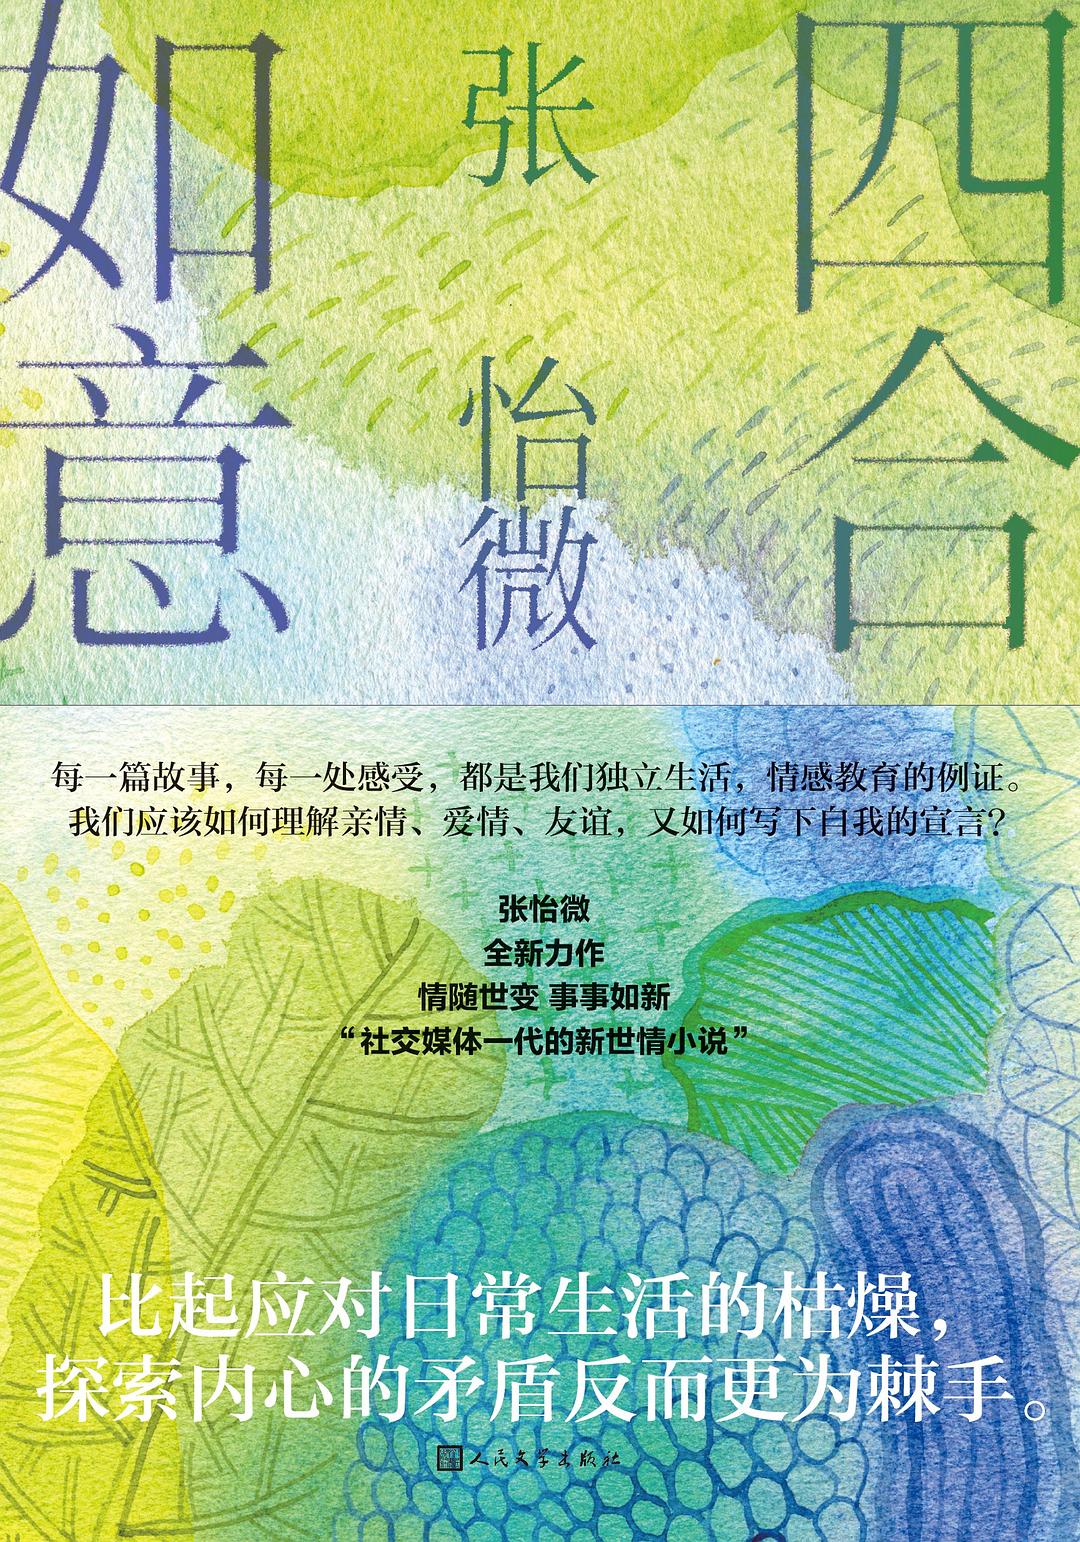 四合
如意
张怡微
每一篇故事，每一处感受，都是我们独立生活，情感教育的例证。
我们应该如何理解亲情、爱情、友谊，又如何写下自我的宣言？
张怡微
全新力作
情随世变 事事如新
“社交媒体一代的新世情小说”
比起应对日常生活的枯燥，
探索内心的矛盾反而更为棘手。
人民文学出版社